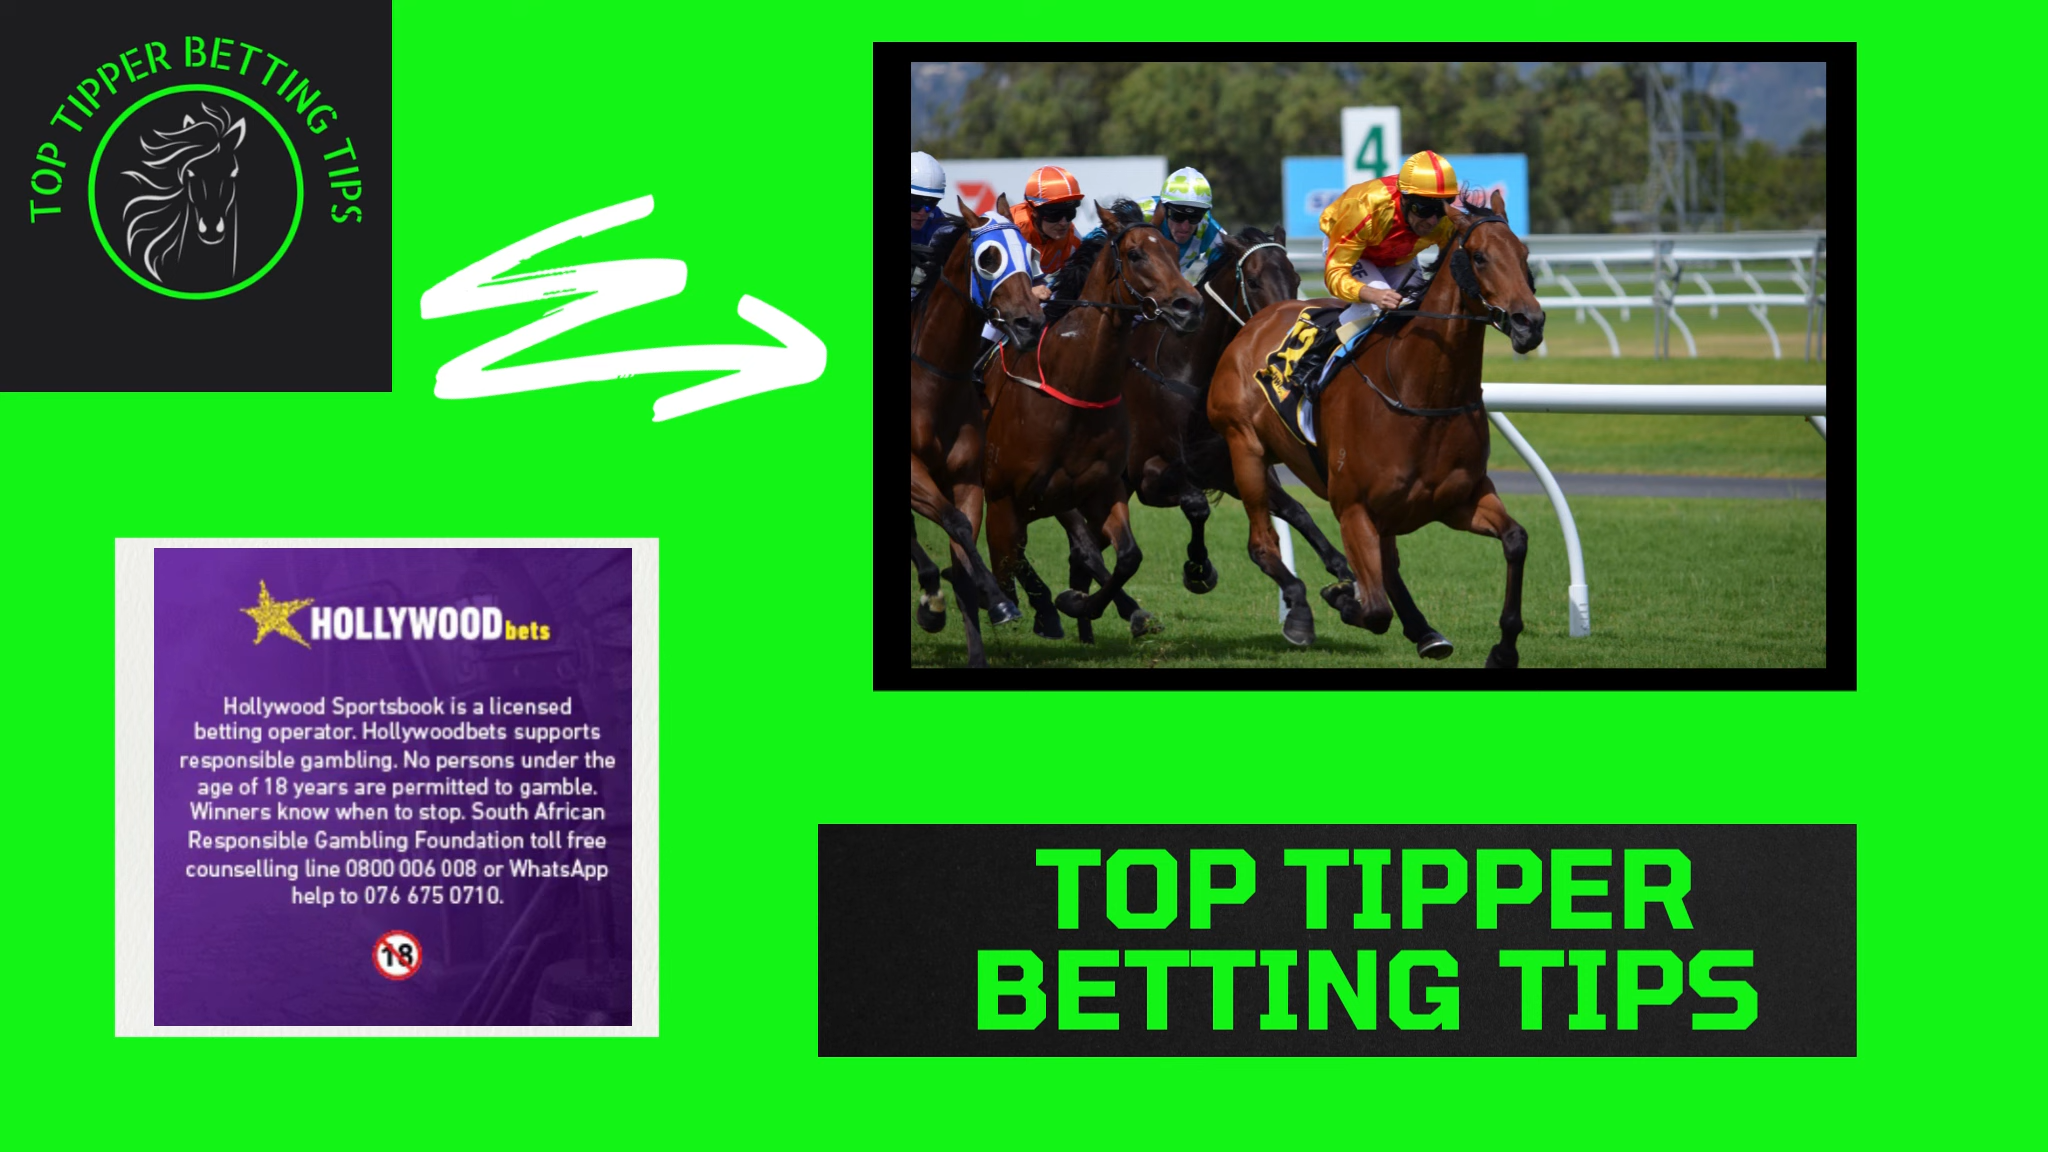 TOP TIPPER BETTING TIPS
4
HOLLYWOODbets
Hollywood Sportsbook is a licensed
betting operator. Hollywoodbets supports
responsible gambling. No persons under the
age of 18 years are permitted to gamble.
Winners know when to stop. South African
Responsible Gambling Foundation toll free
counselling line 0800 006 008 or WhatsApp
help to 076 675 0710.
18
TOP TIPPER
BETTING TIPS